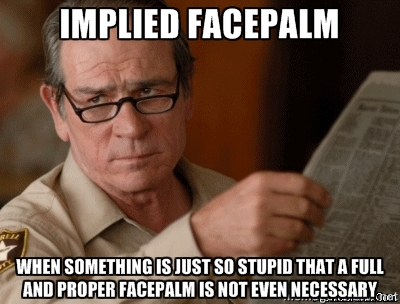 IMPLIED FACEPALM
WHEN SOMETHING IS JUST SO STUPID THAT A FULL
AND PROPER FACEPALM IS NOT EVEN NECESSARY.